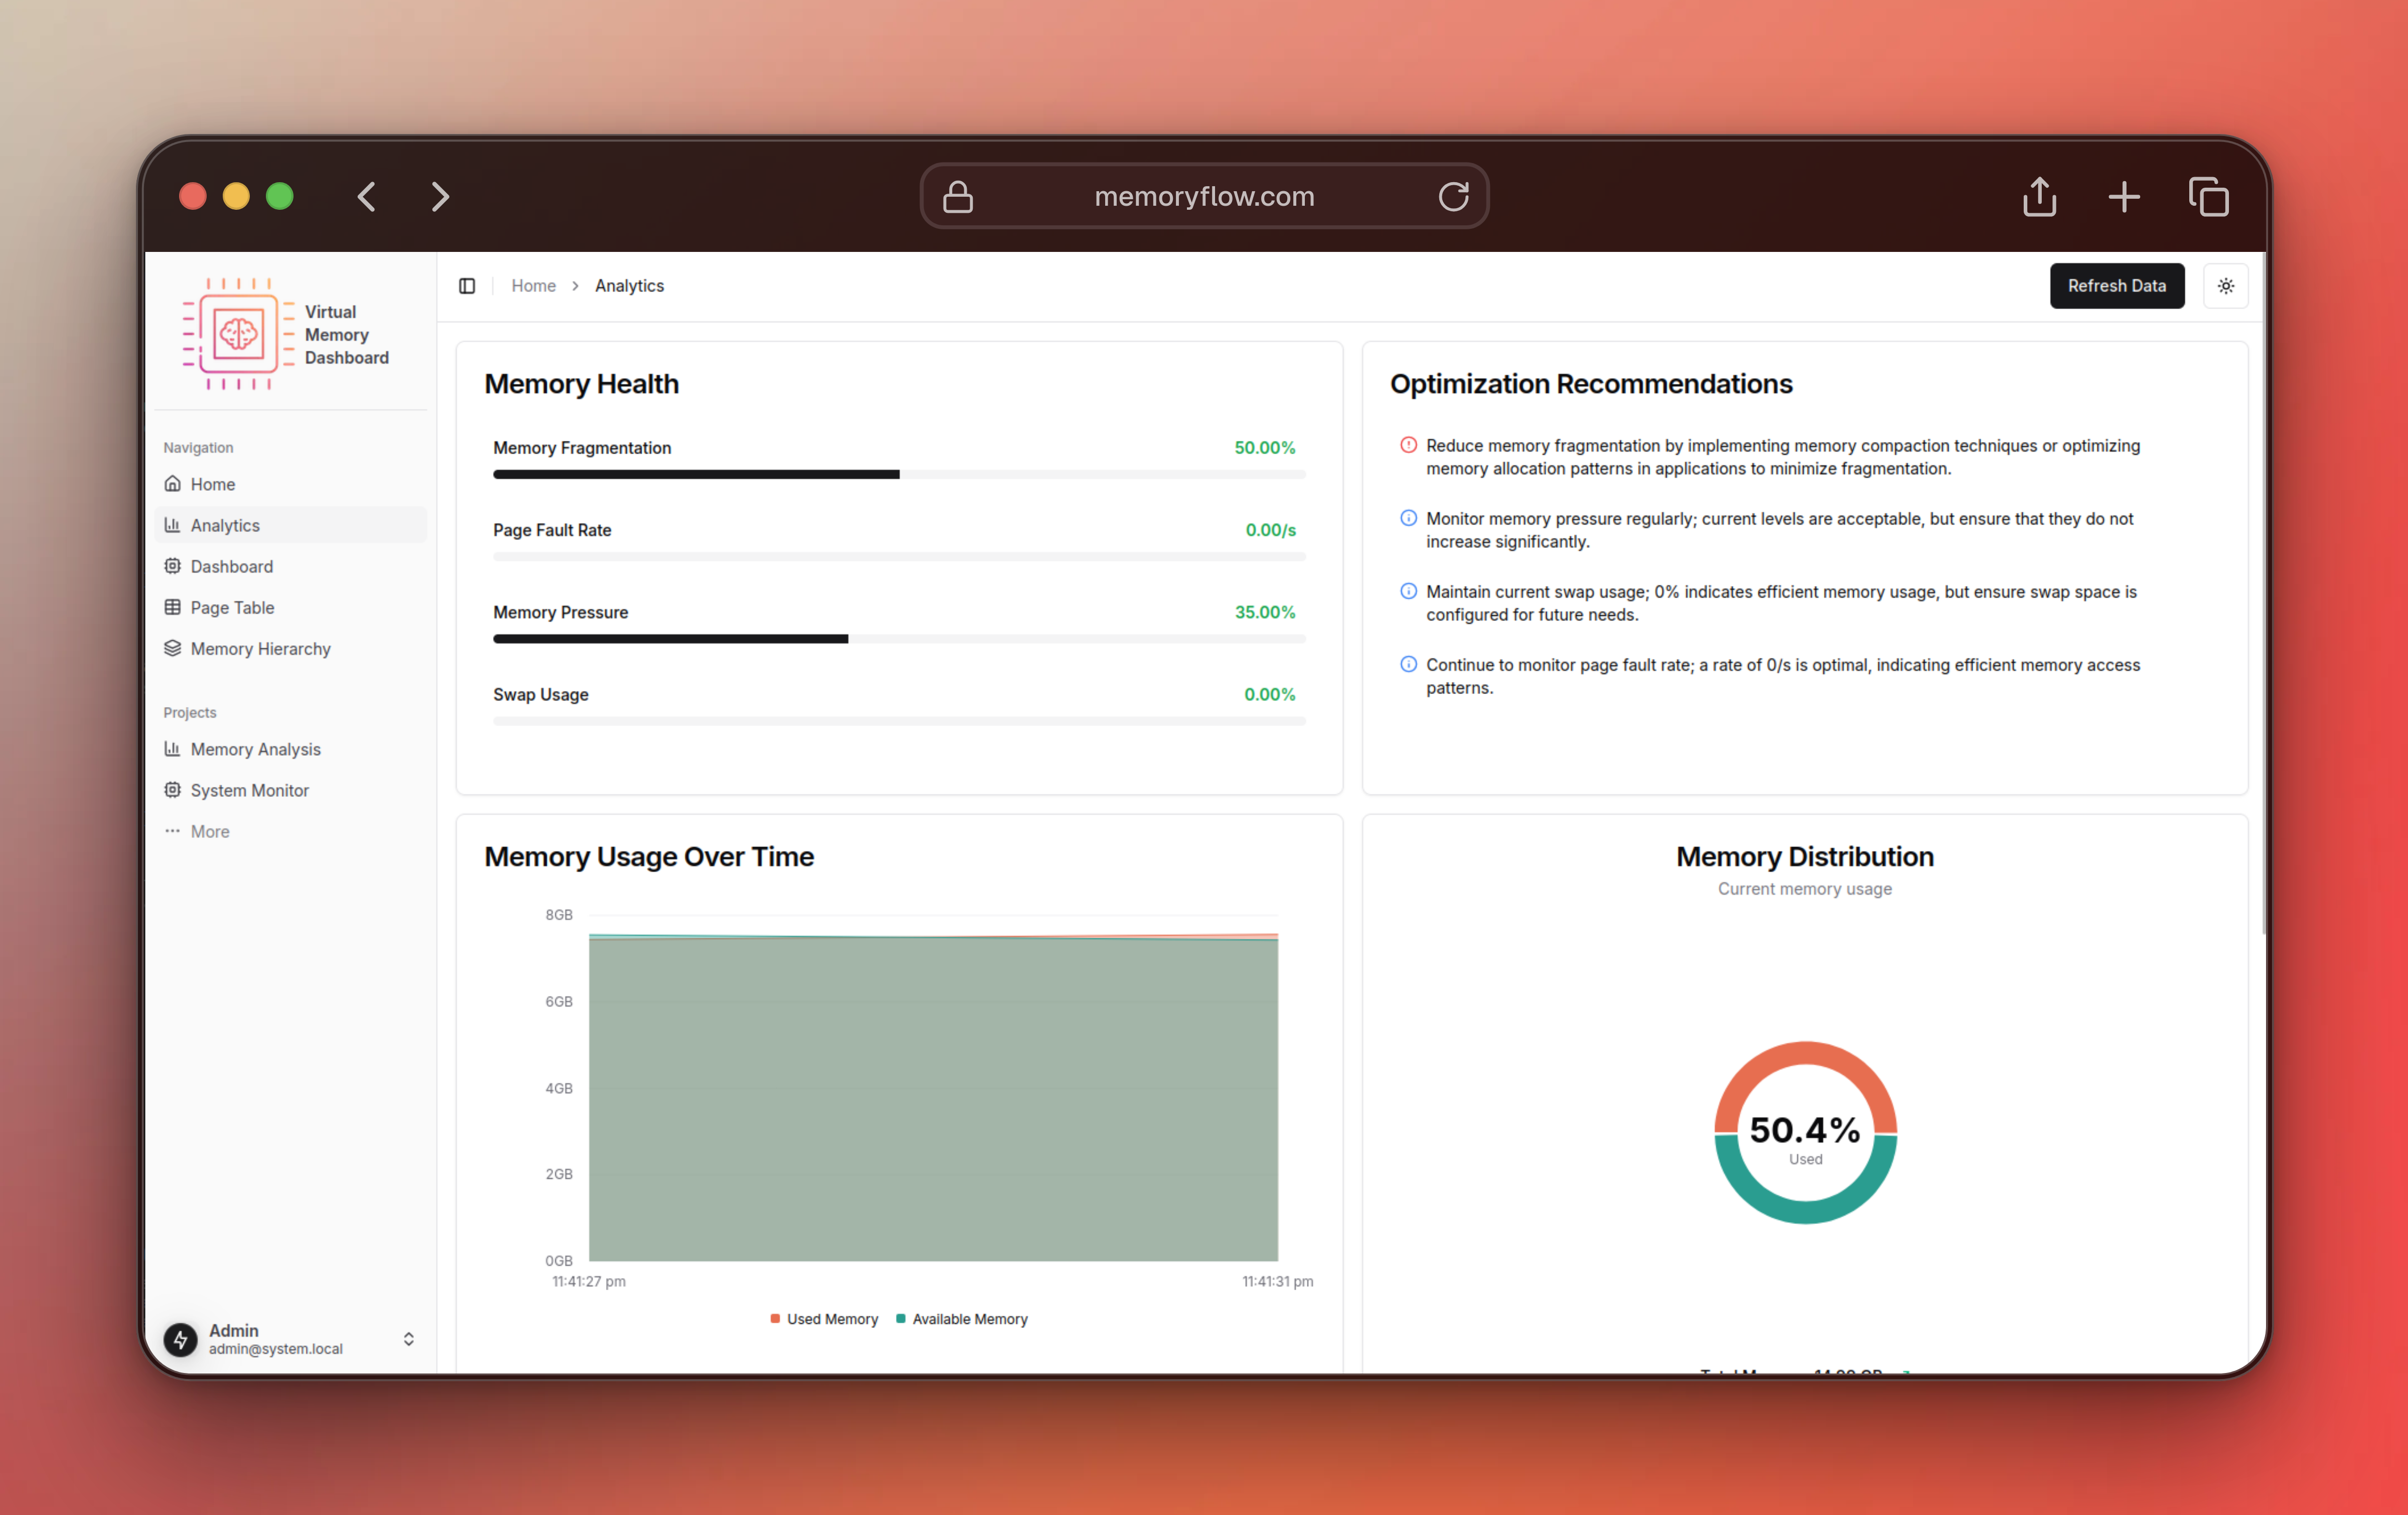 memoryflow.com
Virtual
Memory
Dashboard
Home
Analytics
Refresh Data
Navigation
Home
Analytics
Dashboard
Page Table
Memory Hierarchy
Projects
Memory Analysis
System Monitor
More
Admin
admin@system.local
Memory Health
Memory Fragmentation 50.00%
Page Fault Rate 0.00/s
Memory Pressure 35.00%
Swap Usage 0.00%
Optimization Recommendations
Reduce memory fragmentation by implementing memory compaction techniques or optimizing
memory allocation patterns in applications to minimize fragmentation.
Monitor memory pressure regularly; current levels are acceptable, but ensure that they do not
increase significantly.
Maintain current swap usage; 0% indicates efficient memory usage, but ensure swap space is
configured for future needs.
Continue to monitor page fault rate; a rate of 0/s is optimal, indicating efficient memory access
patterns.
Memory Usage Over Time
8GB
6GB
4GB
2GB
0GB
11:41:27 pm 11:41:31 pm
Used Memory Available Memory
Memory Distribution
Current memory usage
50.4%
Used